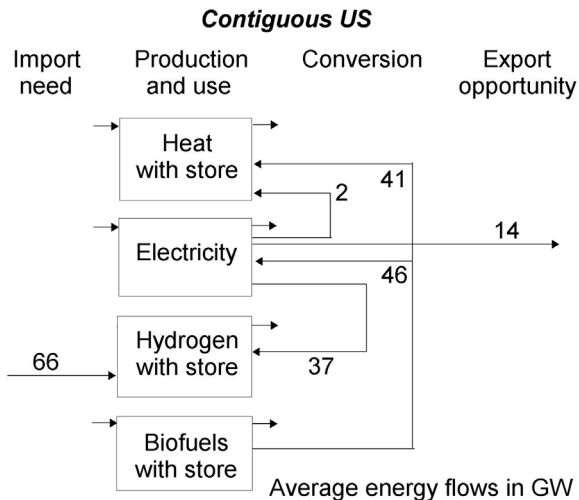 Contiguous US
Import need
Production and use
Conversion
Export opportunity
Heat with store
41
2
Electricity
14
46
Hydrogen with store
66
37
Biofuels with store
Average energy flows in GW